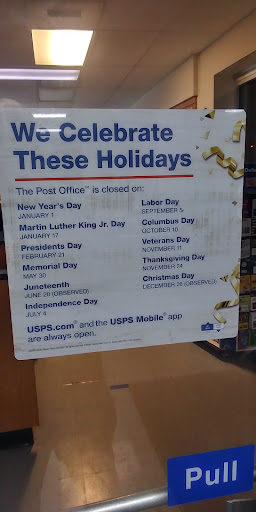 We Celebrate
These Holidays
The Post Office™ is closed on:
New Year's Day
JANUARY 1
Martin Luther King Jr. Day
JANUARY 17
Presidents Day
FEBRUARY 21
Memorial Day
MAY 30
Juneteenth
JUNE 20 (OBSERVED)
Independence Day
JULY 4
Labor Day
SEPTEMBER 5
Columbus Day
OCTOBER 10
Veterans Day
NOVEMBER 11
Thanksgiving Day
NOVEMBER 24
Christmas Day
DECEMBER 26 (OBSERVED)
USPS.com® and the USPS Mobile® app
are always open.
Pull